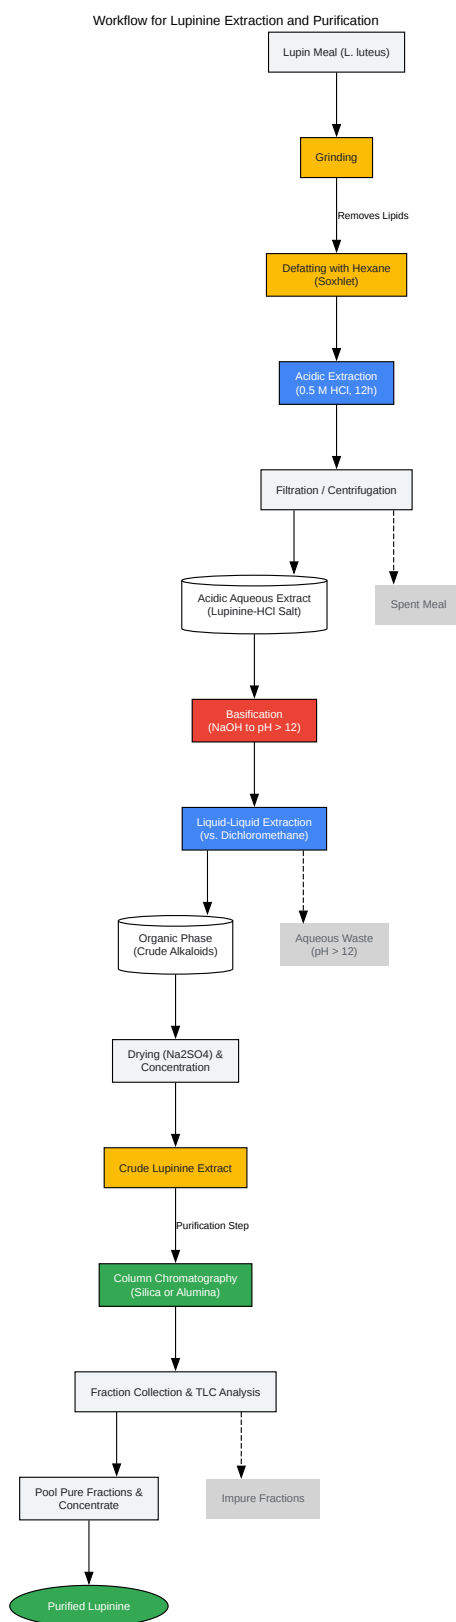 Workflow for Lupinine Extraction and Purification
Lupin Meal (L. luteus)
Grinding
Removes Lipids
Defatting with Hexane
(Soxhlet)
Acidic Extraction
(0.5 M HCl, 12h)
Filtration / Centrifugation
Acidic Aqueous Extract
(Lupinine-HCl Salt)
Spent Meal
Basification
(NaOH to pH > 12)
Liquid-Liquid Extraction
(vs. Dichloromethane)
Organic Phase
(Crude Alkaloids)
Aqueous Waste
(pH > 12)
Drying (Na2SO4) &
Concentration
Crude Lupinine Extract
Purification Step
Column Chromatography
(Silica or Alumina)
Fraction Collection & TLC Analysis
Pool Pure Fractions &
Concentrate
Impure Fractions
Purified Lupinine